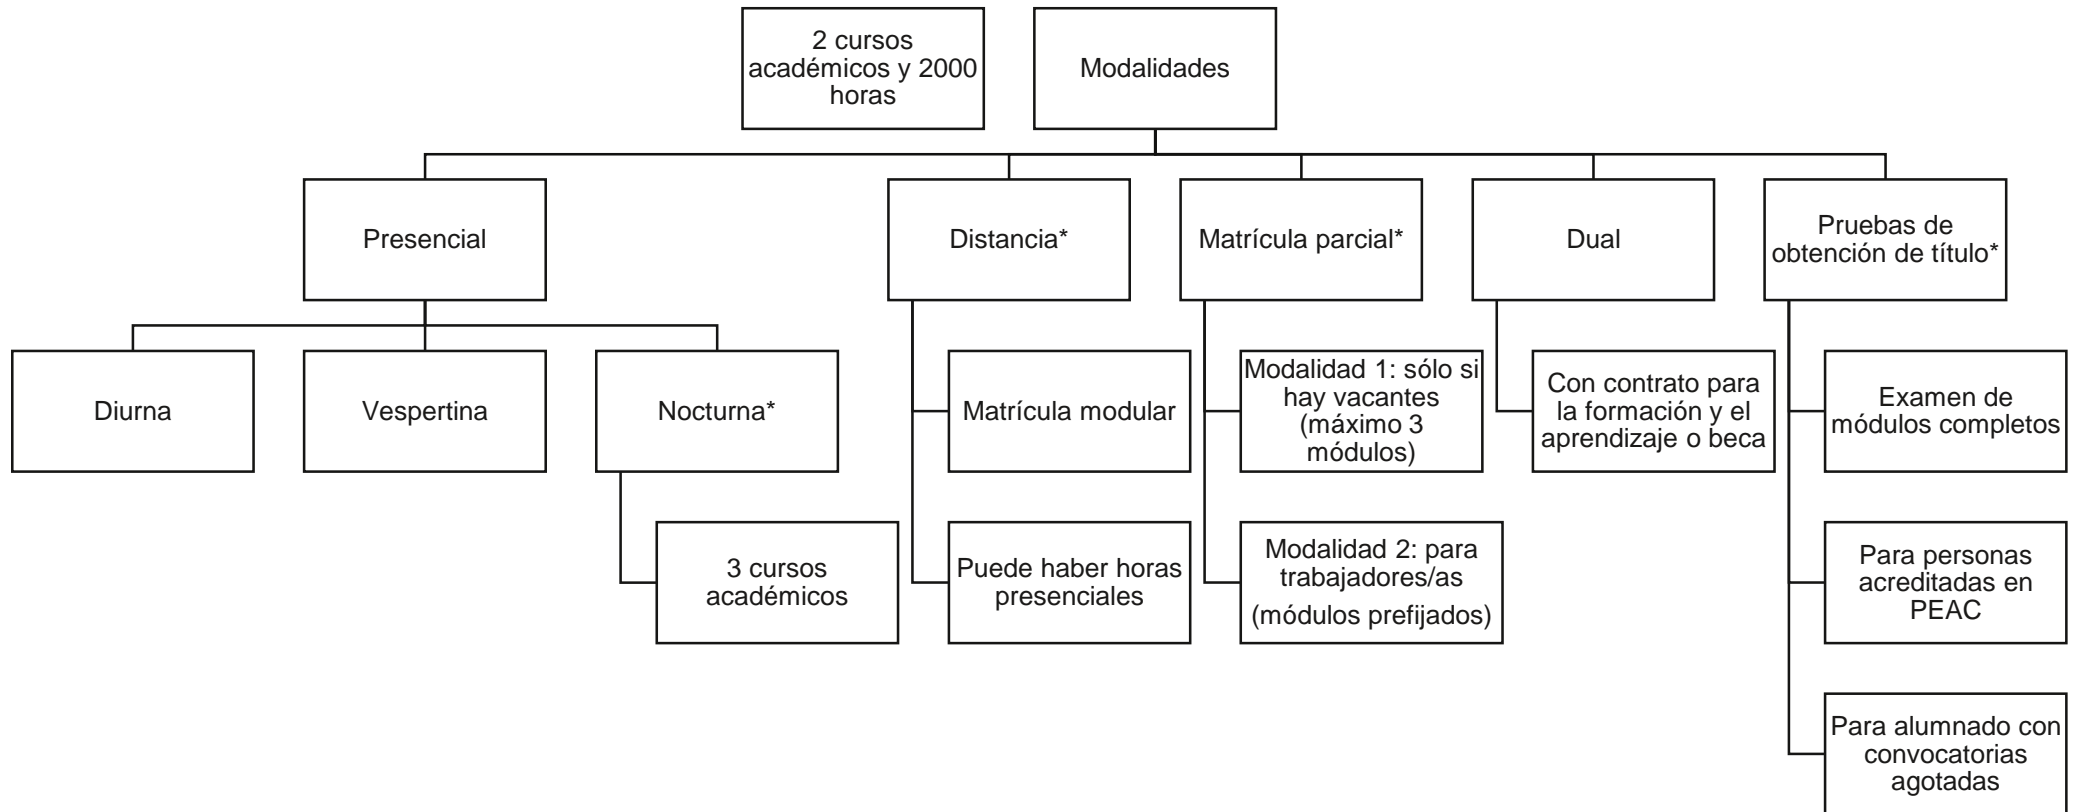 2 cursos
académicos y 2000
horas
Modalidades
Presencial
Distancia*
Matrícula parcial*
Dual
Pruebas de
obtención de título*
Diurna
Vespertina
Nocturna*
Matrícula modular
Modalidad 1: sólo si
hay vacantes
(máximo 3
módulos)
Con contrato para
la formación y el
aprendizaje o beca
Examen de
módulos completos
3 cursos
académicos
Puede haber horas
presenciales
Modalidad 2: para
trabajadores/as
(módulos prefijados)
Para personas
acreditadas en
PEAC
Para alumnado con
convocatorias
agotadas